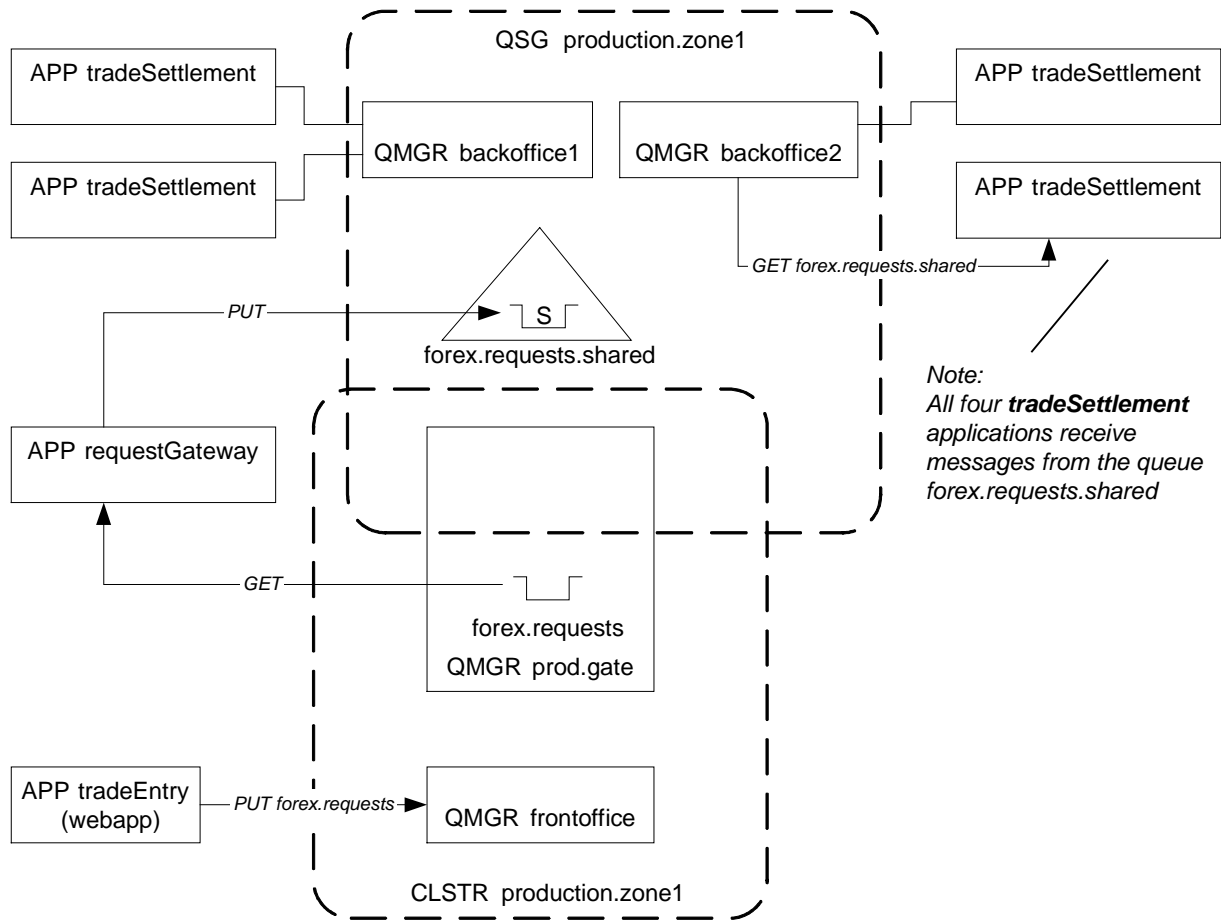 QSG production.zone1
APP tradeSettlement
APP tradeSettlement
QMGR backoffice1
QMGR backoffice2
APP tradeSettlement
APP tradeSettlement
GET forex.requests.shared
PUT
S
forex.requests.shared
Note:
All four tradeSettlement
applications receive
messages from the queue
forex.requests.shared
APP requestGateway
GET
forex.requests
QMGR prod.gate
APP tradeEntry
(webapp)
PUT forex.requests
QMGR frontoffice
CLSTR production.zone1